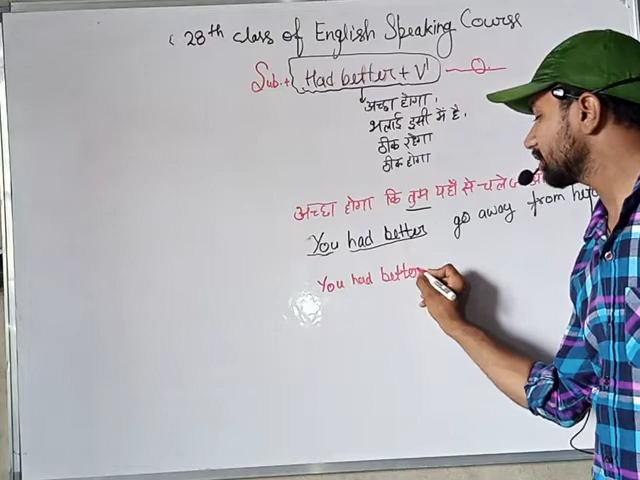 28th class of English Speaking Course
Sub. + Had better + V1 — O.
अच्छा होगा,
भलाई इसी में है.
ठीक रहेगा
ठीक होगा
अच्छा होगा कि तुम यहाँ से चले
You had better go away from here
You had better